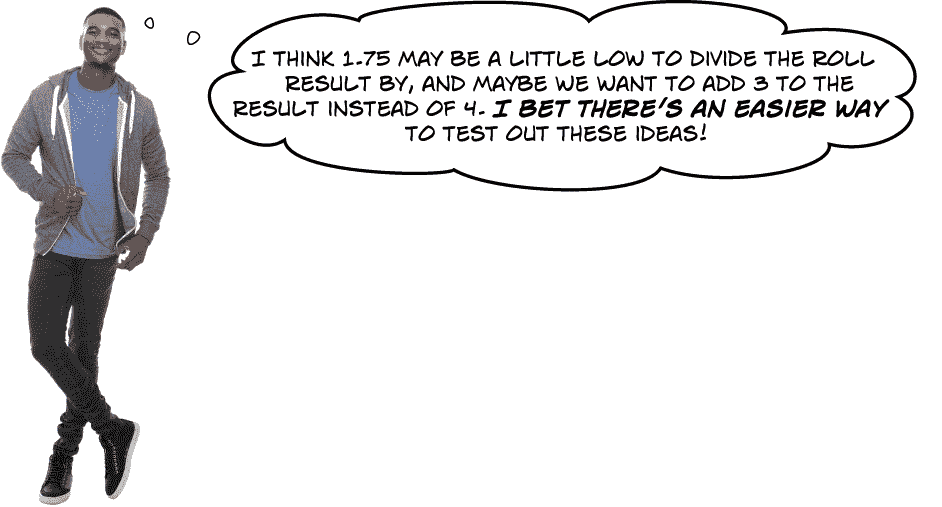 I THINK 1.75 MAY BE A LITTLE LOW TO DIVIDE THE ROLL
RESULT BY, AND MAYBE WE WANT TO ADD 3 TO THE
RESULT INSTEAD OF 4. I BET THERE'S AN EASIER WAY
TO TEST OUT THESE IDEAS!